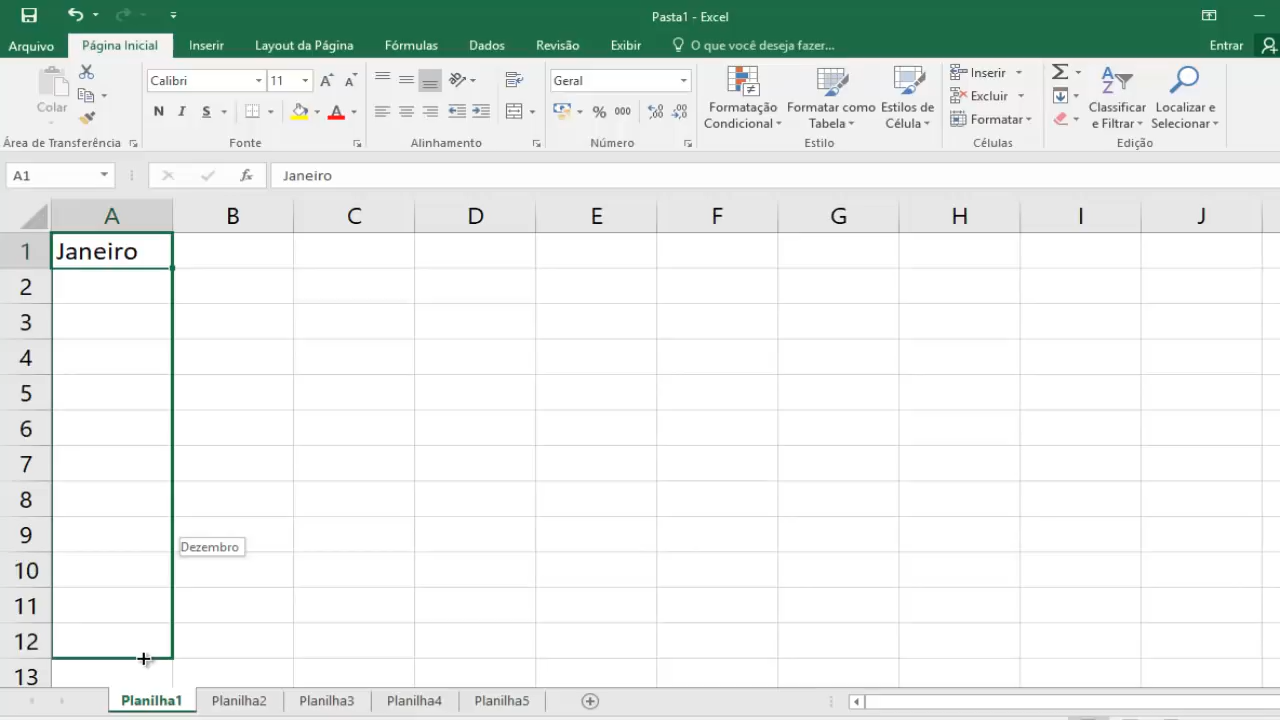 Pasta1 - Excel
Arquivo Página Inicial Inserir Layout da Página Fórmulas Dados Revisão Exibir O que você deseja fazer... Entrar
Colar
Área de Transferência
Calibri 11
N I S A
Fonte
Alinhamento
Geral
% 000
Número
Formatação Condicional
Formatar como Tabela
Estilos de Célula
Estilo
Inserir
Excluir
Formatar
Células
Σ
Classificar e Filtrar
Localizar e Selecionar
Edição
A1 fx Janeiro
A B C D E F G H I J
1 Janeiro
2
3
4
5
6
7
8
9
Dezembro
10
11
12
13
Planilha1 Planilha2 Planilha3 Planilha4 Planilha5